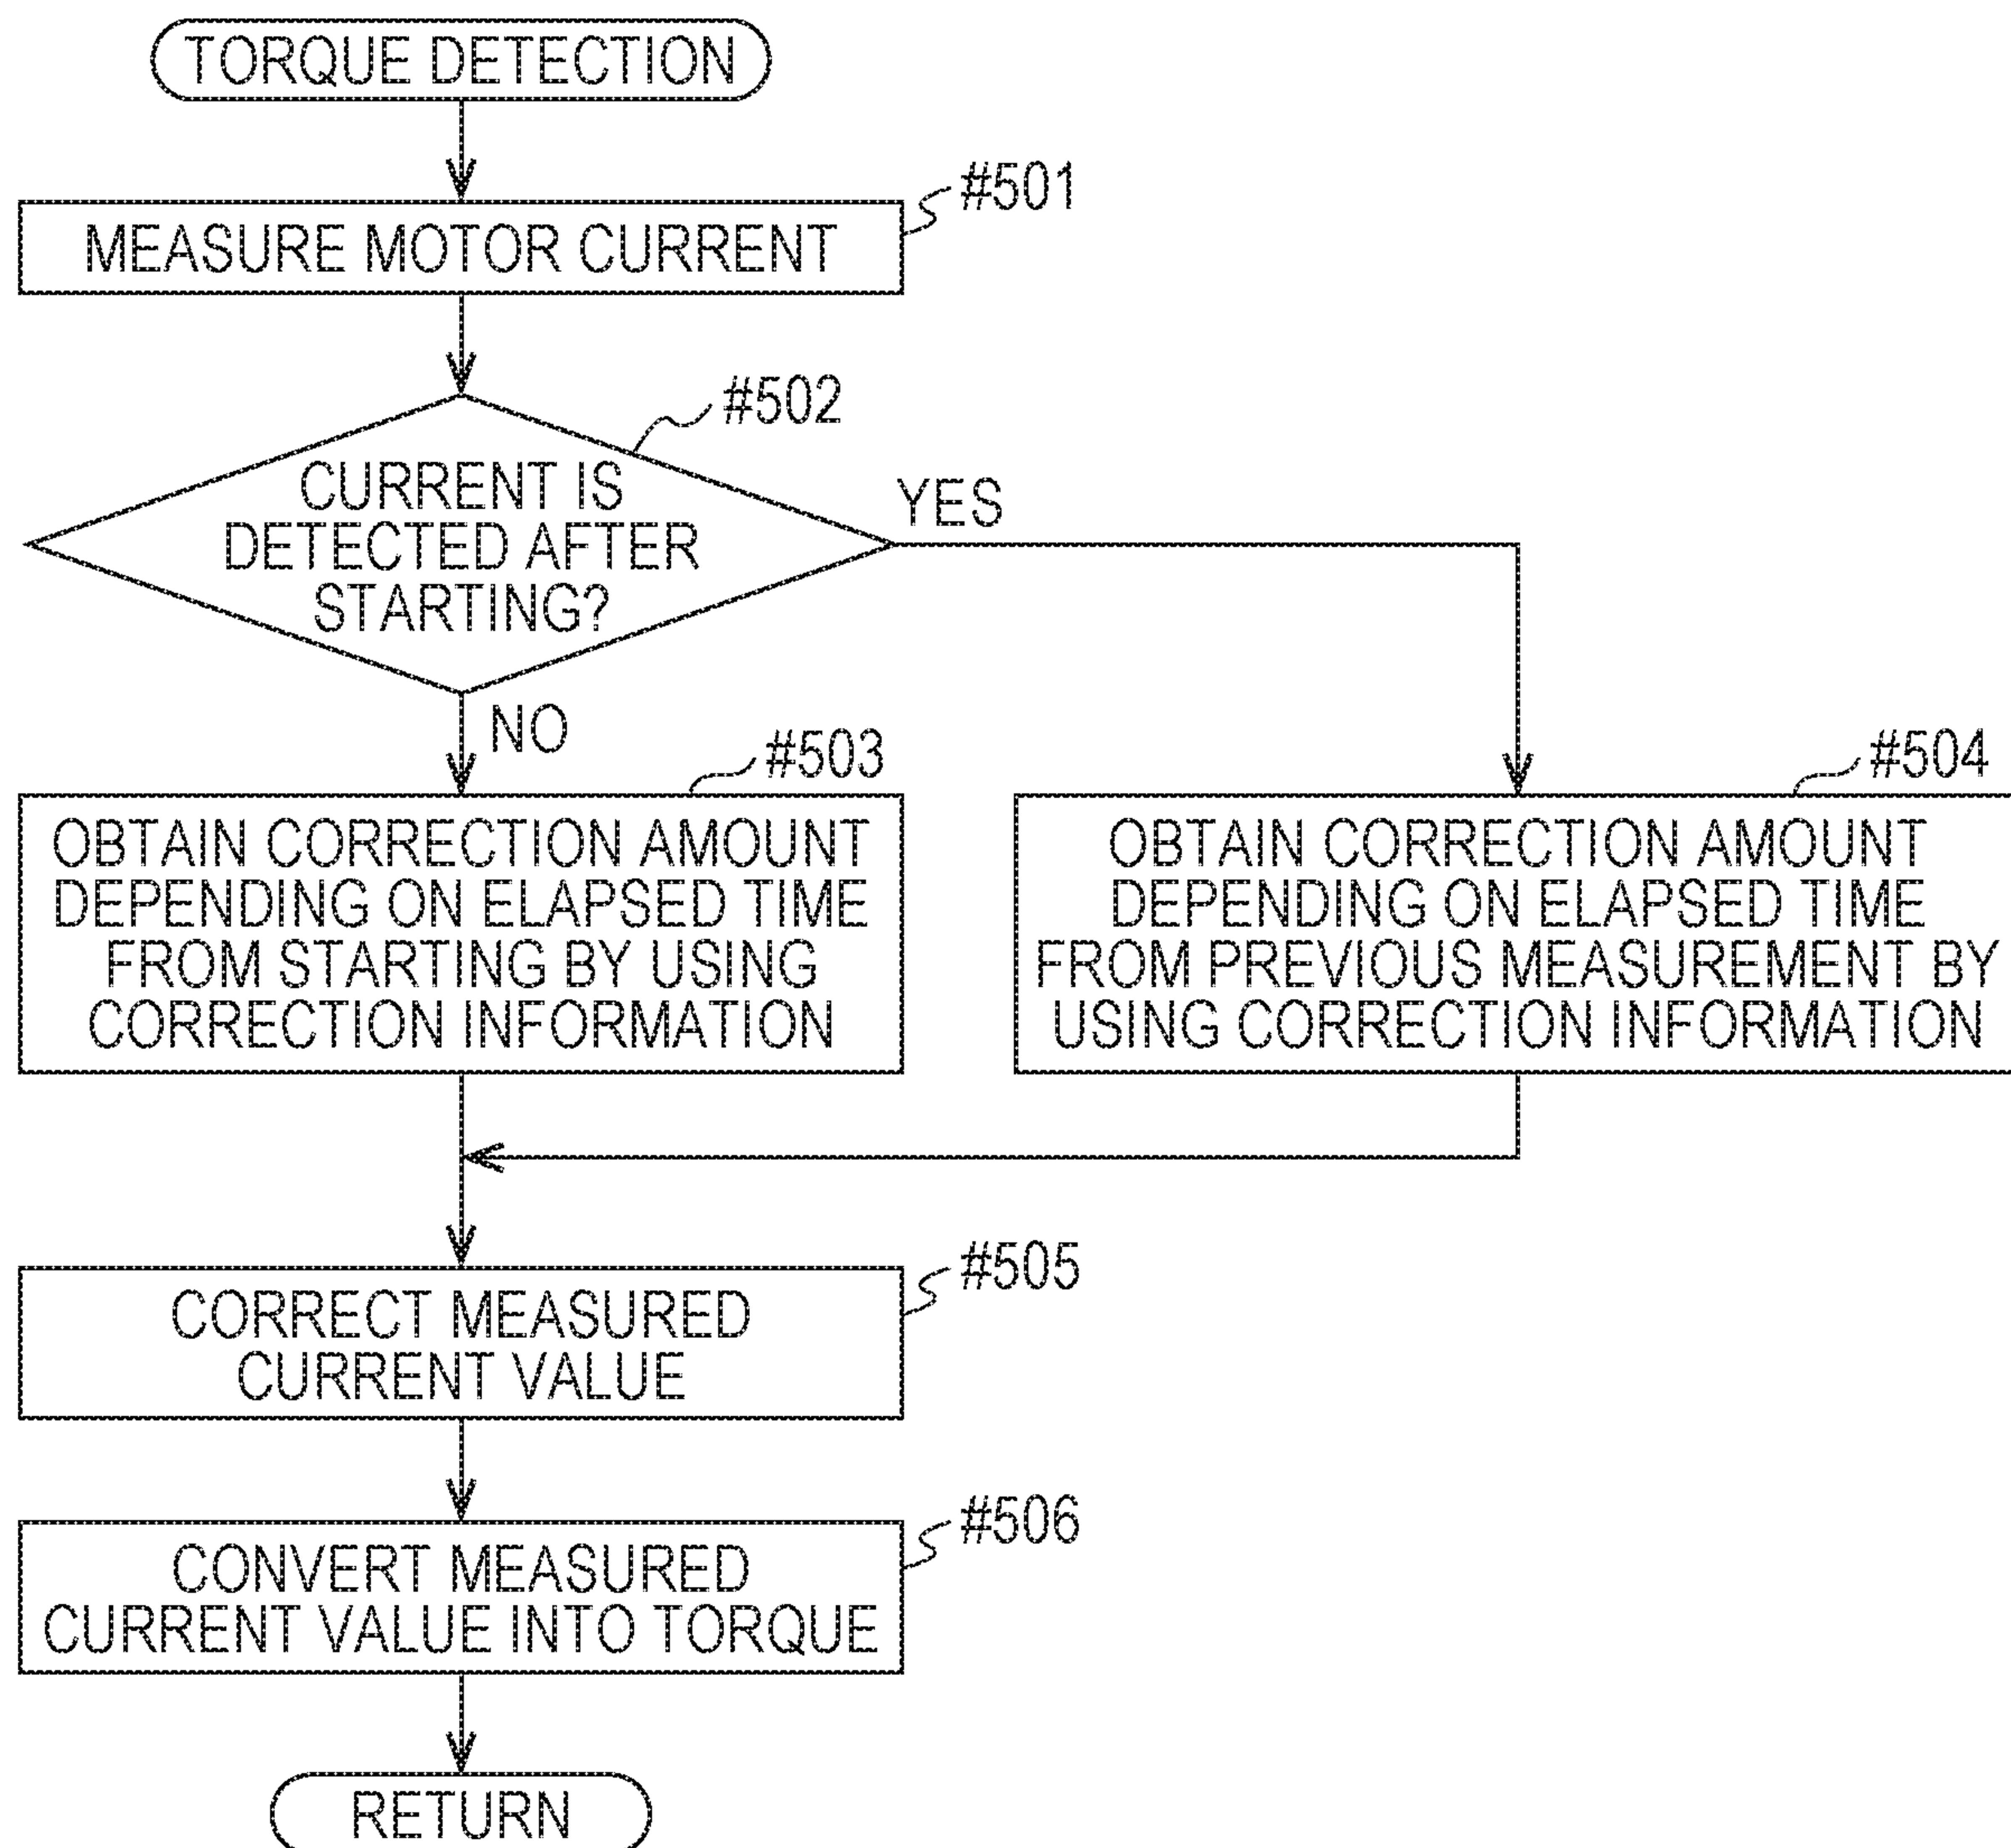 TORQUE DETECTION
#501
MEASURE MOTOR CURRENT
#502
CURRENT IS
DETECTED AFTER
STARTING?
YES
NO
#503
OBTAIN CORRECTION AMOUNT
DEPENDING ON ELAPSED TIME
FROM STARTING BY USING
CORRECTION INFORMATION
#504
OBTAIN CORRECTION AMOUNT
DEPENDING ON ELAPSED TIME
FROM PREVIOUS MEASUREMENT BY
USING CORRECTION INFORMATION
#505
CORRECT MEASURED
CURRENT VALUE
#506
CONVERT MEASURED
CURRENT VALUE INTO TORQUE
RETURN